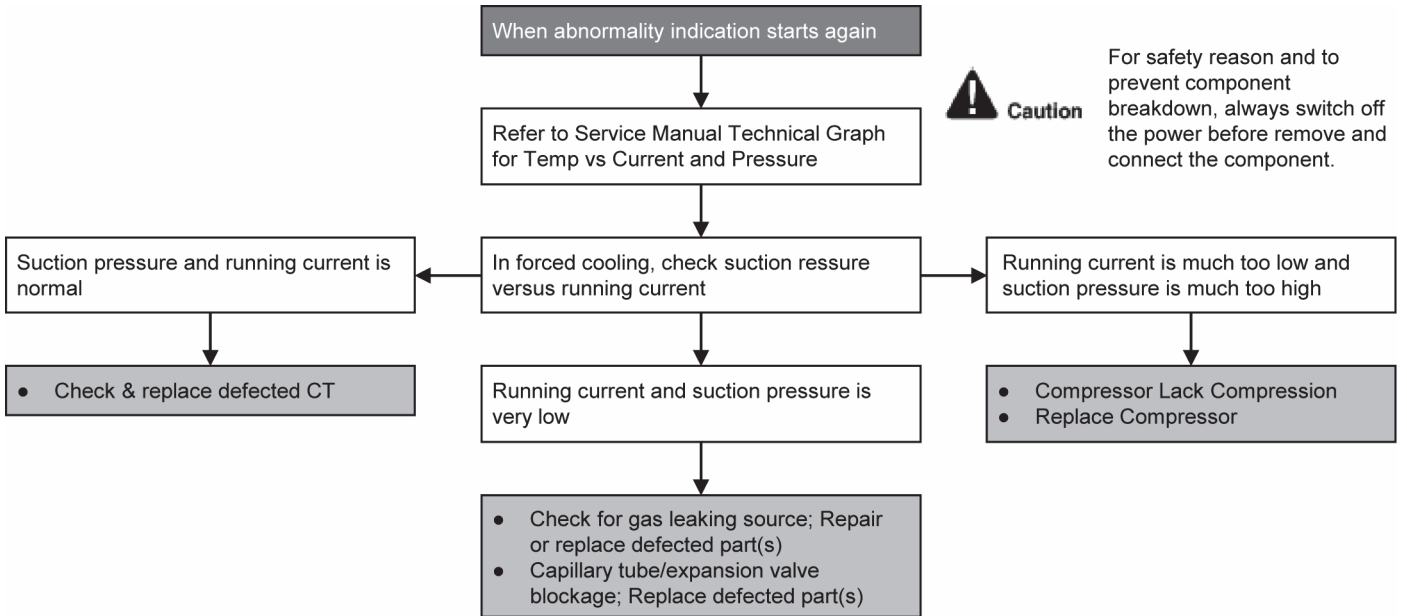 When abnormality indication starts again
Caution
For safety reason and to
prevent component
breakdown, always switch off
the power before remove and
connect the component.
Refer to Service Manual Technical Graph
for Temp vs Current and Pressure
Suction pressure and running current is
normal
In forced cooling, check suction ressure
versus running current
Running current is much too low and
suction pressure is much too high
● Check & replace defected CT
Running current and suction pressure is
very low
● Compressor Lack Compression
● Replace Compressor
● Check for gas leaking source; Repair
or replace defected part(s)
● Capillary tube/expansion valve
blockage; Replace defected part(s)